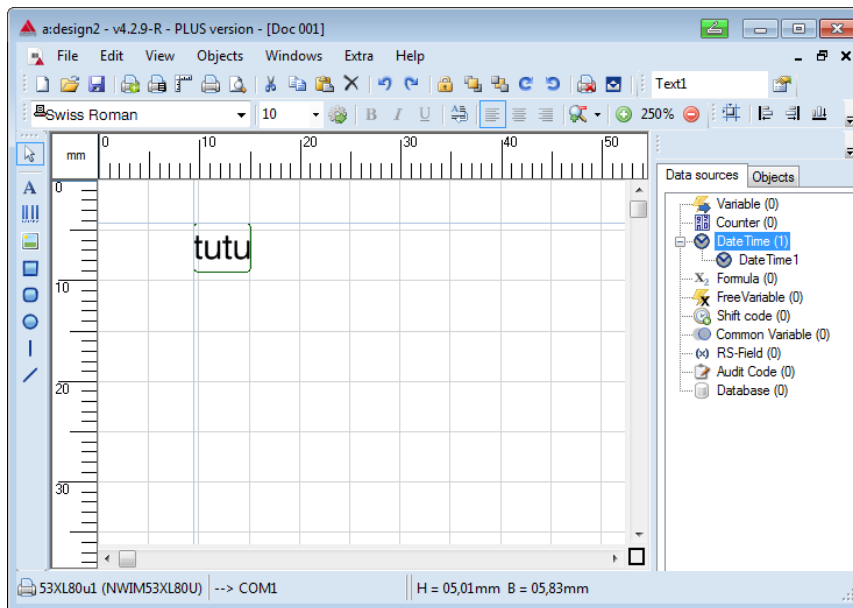 a:design2 - v4.2.9-R - PLUS version - [Doc 001]
File Edit View Objects Windows Extra Help
Text1
Swiss Roman 10 B I U 250%
mm 0 10 20 30 40 50
Data sources Objects
0
tutu
10
20
30
Variable (0)
Counter (0)
DateTime (1)
DateTime1
X₂ Formula (0)
FreeVariable (0)
Shift code (0)
Common Variable (0)
(x) RS-Field (0)
Audit Code (0)
Database (0)
A
53XL80u1 (NWIM53XL80U) --> COM1 H = 05,01mm B = 05,83mm